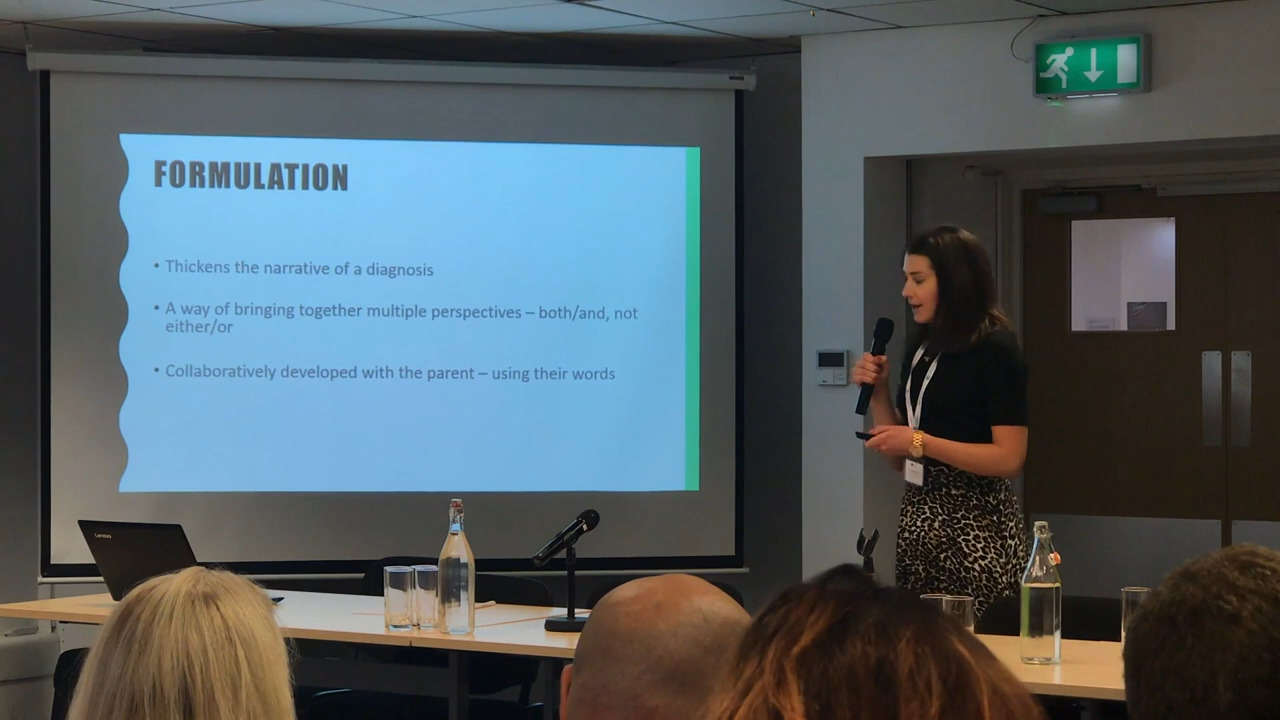 FORMULATION
• Thickens the narrative of a diagnosis
• A way of bringing together multiple perspectives – both/and, not
either/or
• Collaboratively developed with the parent – using their words
Lenovo